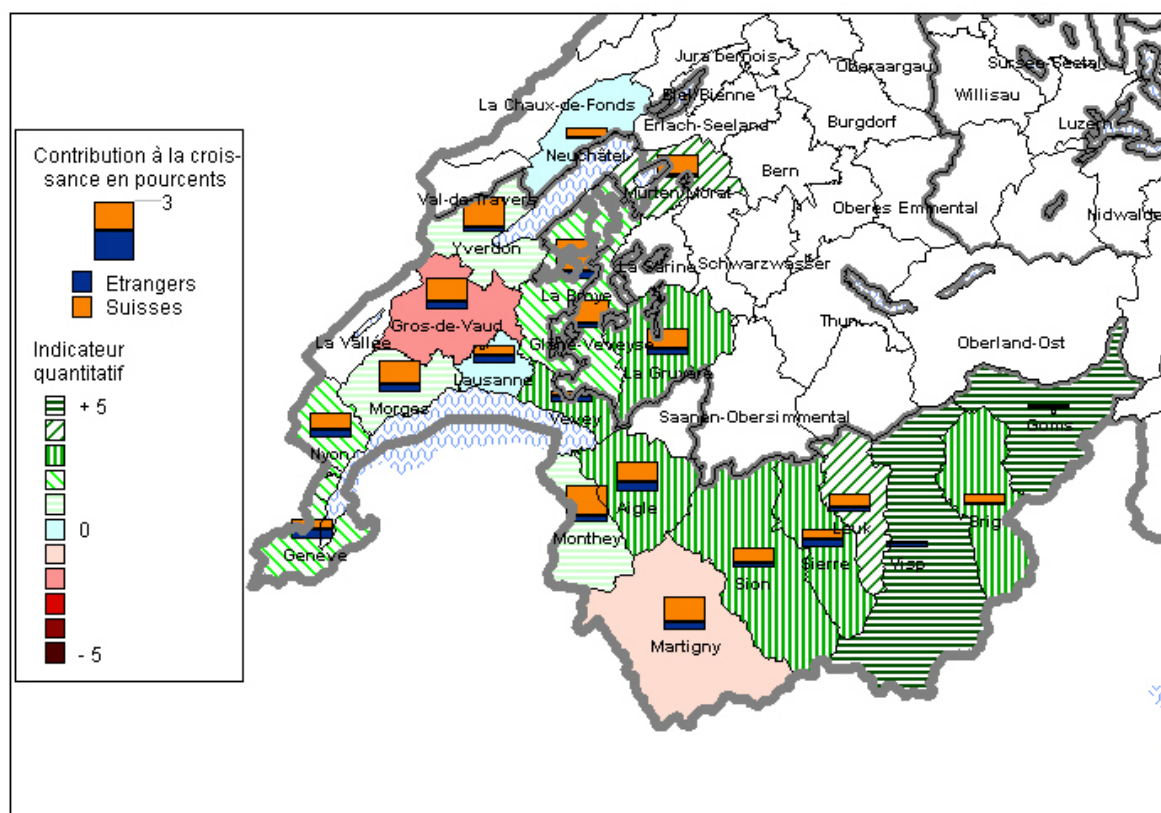 Contribution à la crois-
sance en pourcents
3
Etrangers
Suisses
Indicateur
quantitatif
+ 5
0
- 5
Jura bernois
Oberaargau
Sursee-Seetal
La Chaux-de-Fonds
Biel/Bienne
Willisau
Erlach-Seeland
Burgdorf
Luzern
Neuchâtel
Bern
Val-de-Travers
Murten/Morat
Oberes Emmental
Nidwalden
Yverdon
La Sarine
Schwarzwasser
La Broye
Gros-de-Vaud
Thun
La Vallée
Glâne-Veveyse
Oberland-Ost
Lausanne
La Gruyère
Morges
Vevey
Saanen-Obersimmental
Goms
Nyon
Aigle
Brig
Genève
Monthey
Leuk
Sierre
Visp
Sion
Martigny